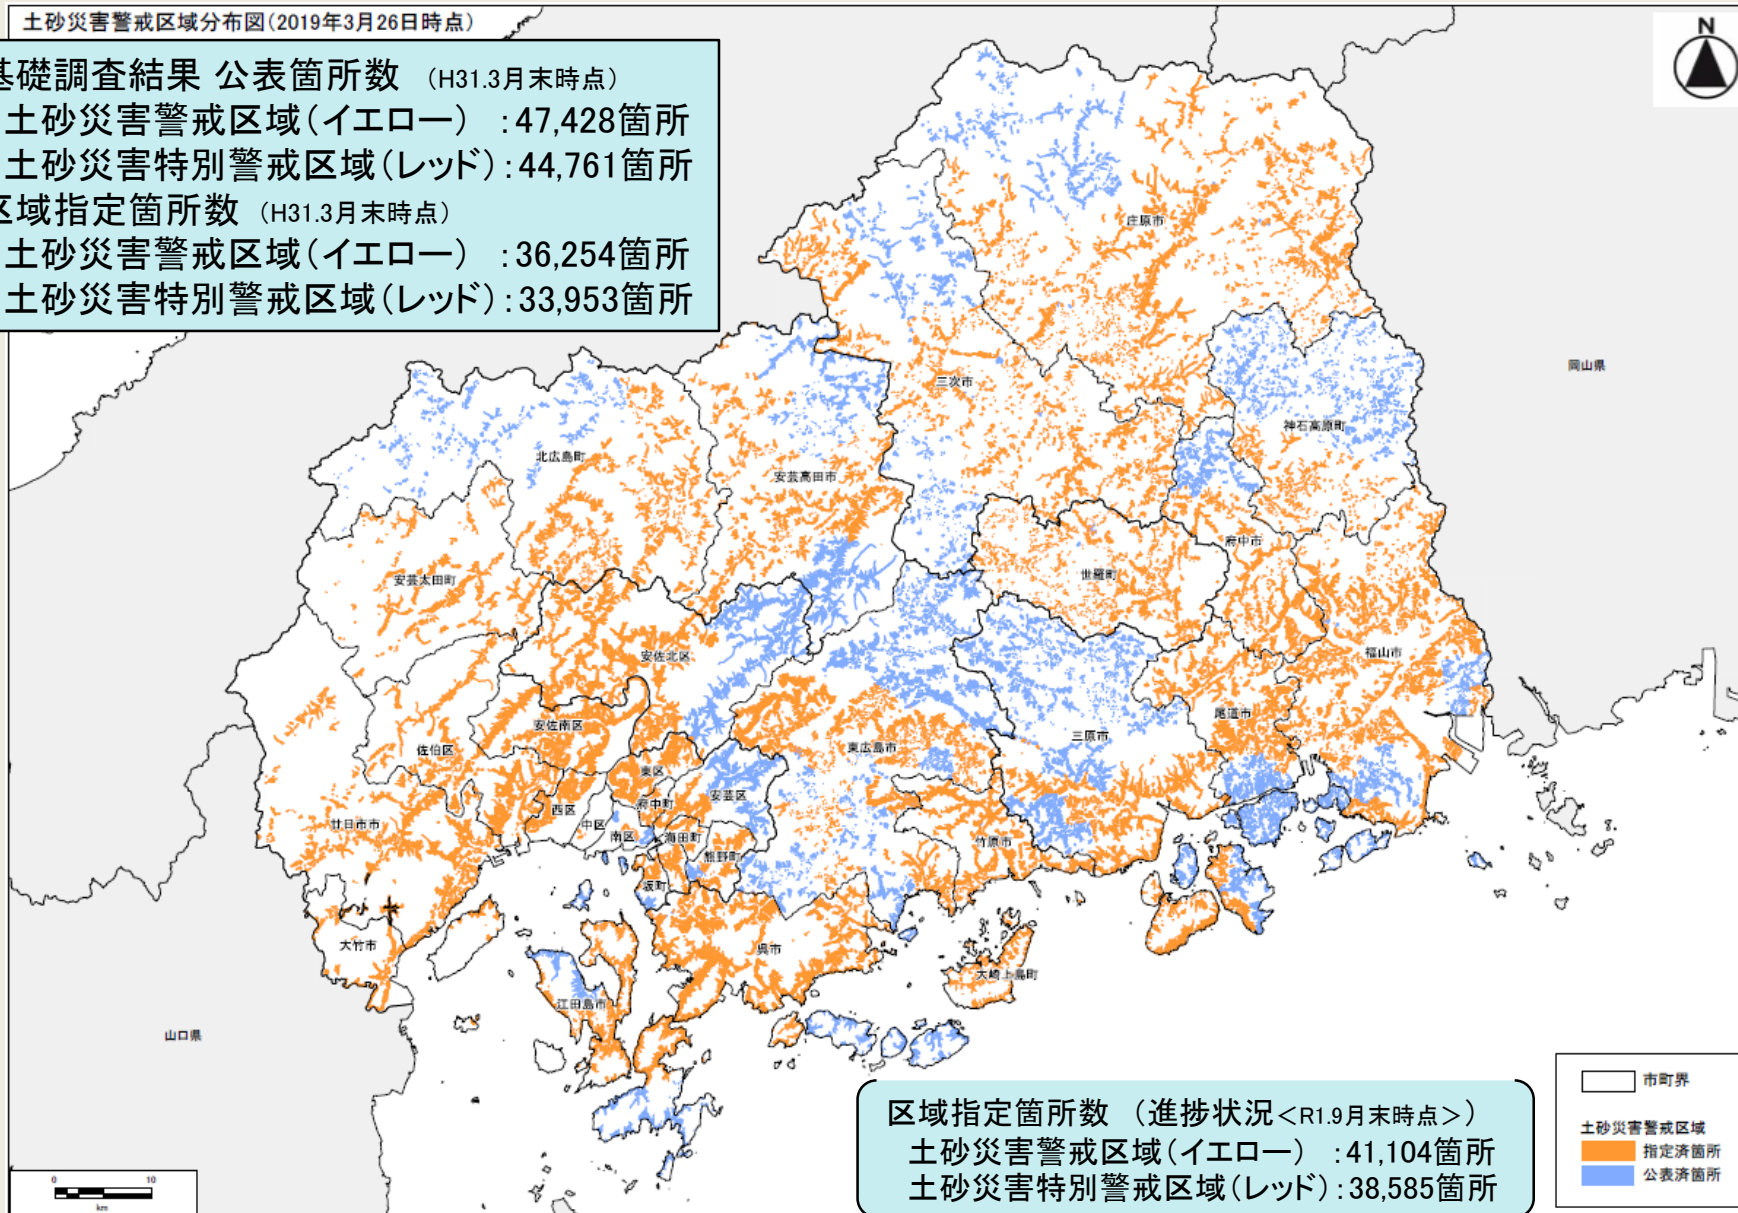 土砂災害警戒区域分布図(2019年3月26日時点)
N
基礎調査結果 公表箇所数 (H31.3月末時点)
土砂災害警戒区域(イエロー) :47,428箇所
土砂災害特別警戒区域(レッド):44,761箇所
区域指定箇所数 (H31.3月末時点)
土砂災害警戒区域(イエロー) :36,254箇所
土砂災害特別警戒区域(レッド):33,953箇所
庄原市
岡山県
三次市
神石高原町
北広島町
安芸高田市
府中市
安芸太田町
世羅町
安佐北区
福山市
尾道市
安佐南区
三原市
佐伯区
東広島市
東区
安芸区
府中町
西区
中区
南区
海田町
廿日市市
竹原市
熊野町
坂町
大竹市
呉市
大崎上島町
江田島市
山口県
区域指定箇所数 (進捗状況<R1.9月末時点>)
土砂災害警戒区域(イエロー) :41,104箇所
土砂災害特別警戒区域(レッド):38,585箇所
市町界
土砂災害警戒区域
指定済箇所
公表済箇所
0 10
km